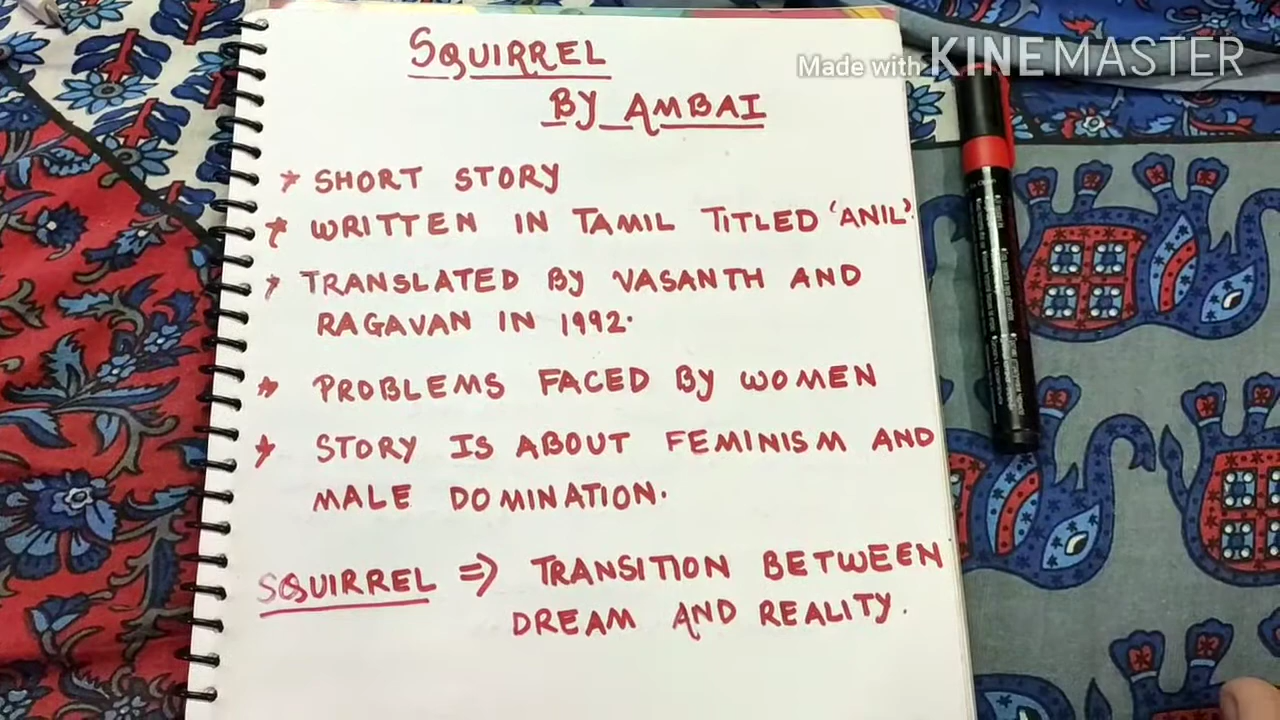 SQUIRREL
BY AMBAI
Made with KINEMASTER
* SHORT STORY
* WRITTEN IN TAMIL TITLED 'ANIL'.
* TRANSLATED BY VASANTH AND
RAGAVAN IN 1992.
* PROBLEMS FACED BY WOMEN
* STORY IS ABOUT FEMINISM AND
MALE DOMINATION.
SQUIRREL ⇒ TRANSITION BETWEEN
DREAM AND REALITY.